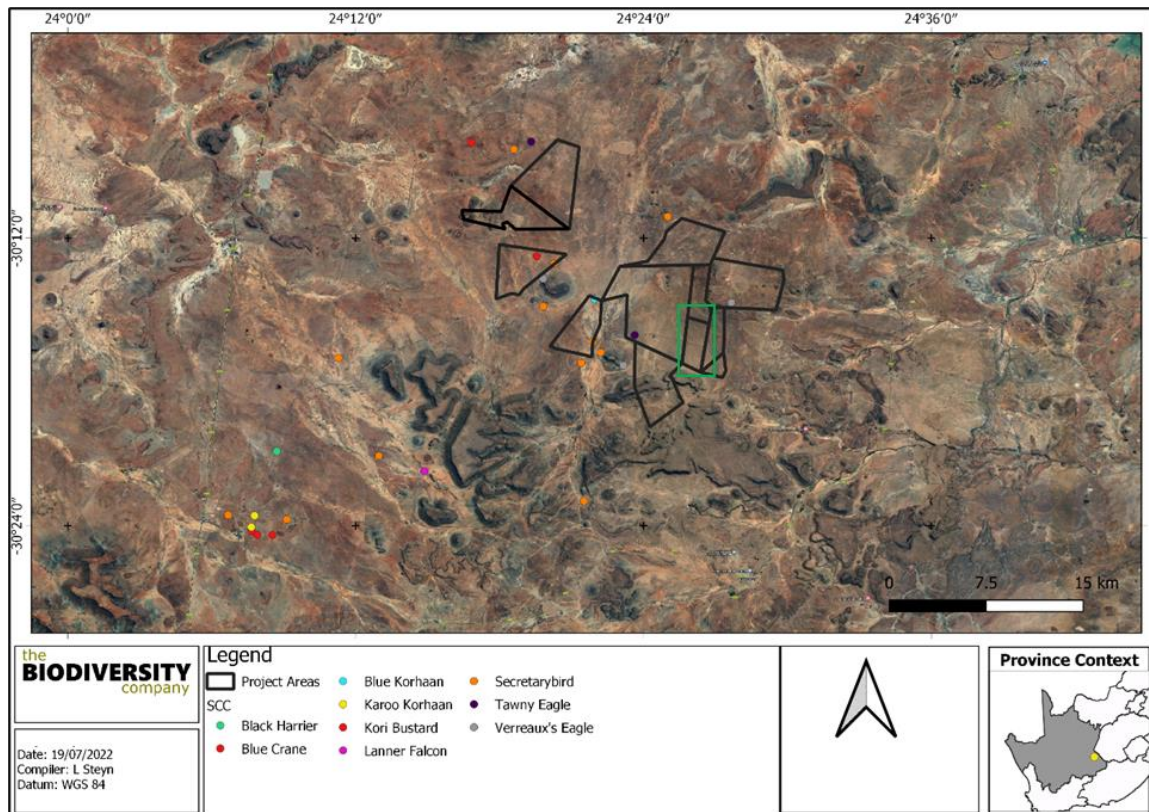 24°0'0" 24°12'0" 24°24'0" 24°36'0"
-30°12'0"
-30°24'0"
0 7.5 15 km
the
BIODIVERSITY
company
Date: 19/07/2022
Compiler: L Steyn
Datum: WGS 84
Legend
Project Areas
SCC
Black Harrier
Blue Crane
Blue Korhaan
Karoo Korhaan
Kori Bustard
Lanner Falcon
Secretarybird
Tawny Eagle
Verreaux's Eagle
Province Context